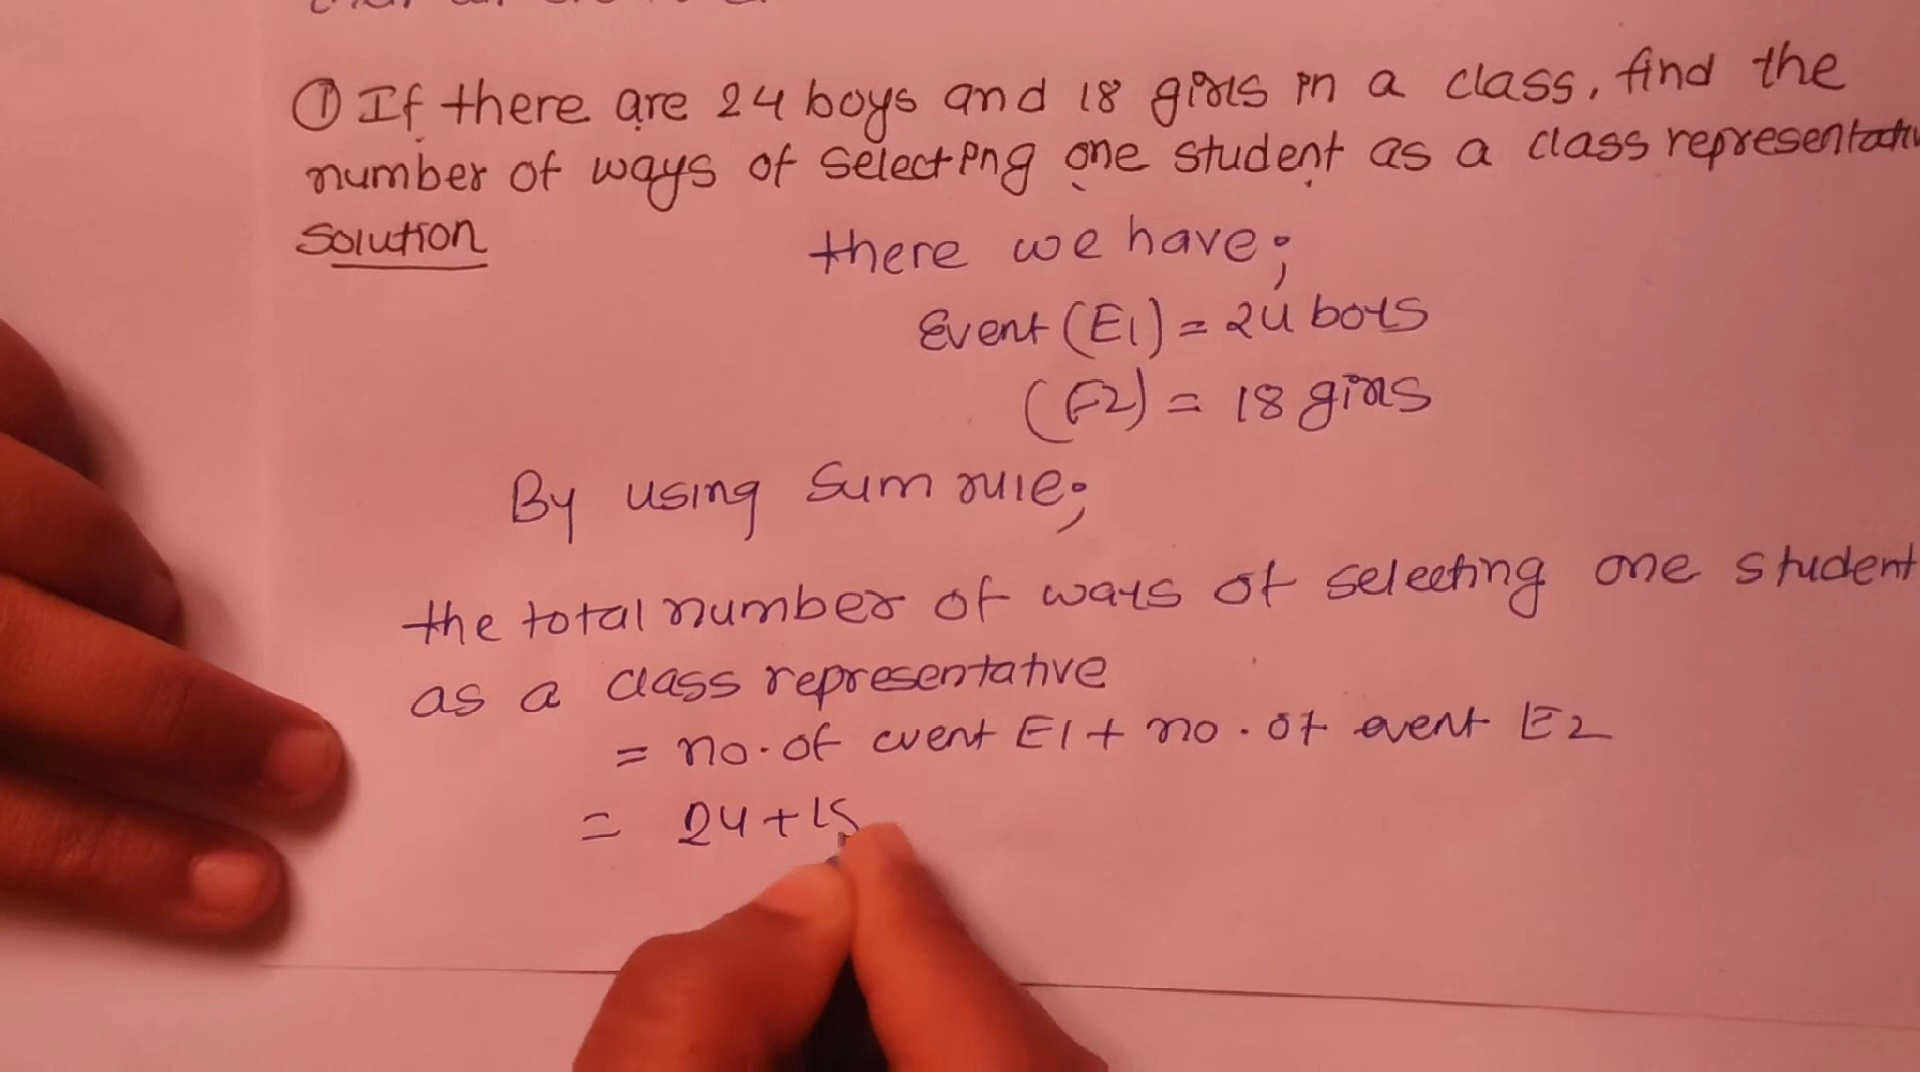 ① If there are 24 boys and 18 girls in a class, find the
number of ways of selecting one student as a class
Solution
there we have;
Event (E1) = 24 boys
(E2) = 18 girls
By using sum rule;
the total number of ways of selecting one student
as a class representative
= no. of event E1 + no. of event E2
= 24 +